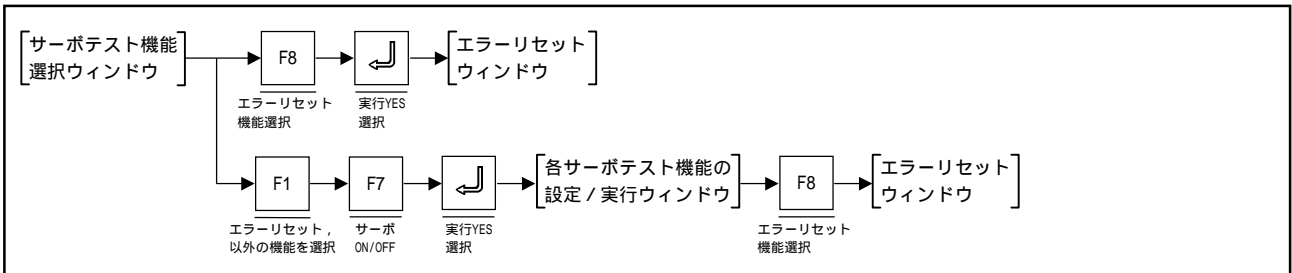 サーボテスト機能
選択ウィンドウ
F8
エラーリセット
機能選択
実行YES
選択
エラーリセット
ウィンドウ
F1
エラーリセット,
以外の機能を選択
F7
サーボ
ON/OFF
実行YES
選択
各サーボテスト機能の
設定/実行ウィンドウ
F8
エラーリセット
機能選択
エラーリセット
ウィンドウ